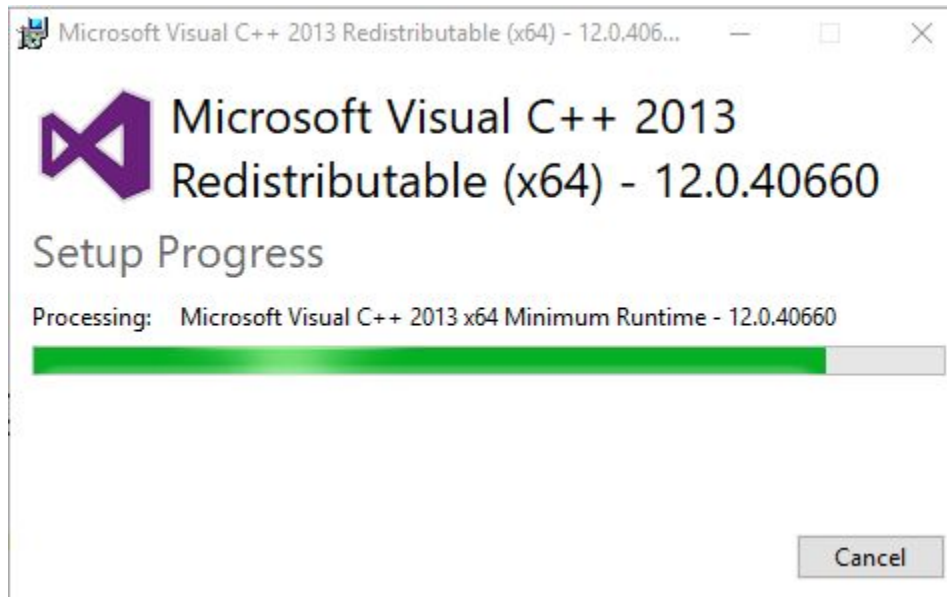 Microsoft Visual C++ 2013 Redistributable (x64) - 12.0.406...
Microsoft Visual C++ 2013
Redistributable (x64) - 12.0.40660
Setup Progress
Processing: Microsoft Visual C++ 2013 x64 Minimum Runtime - 12.0.40660
Cancel